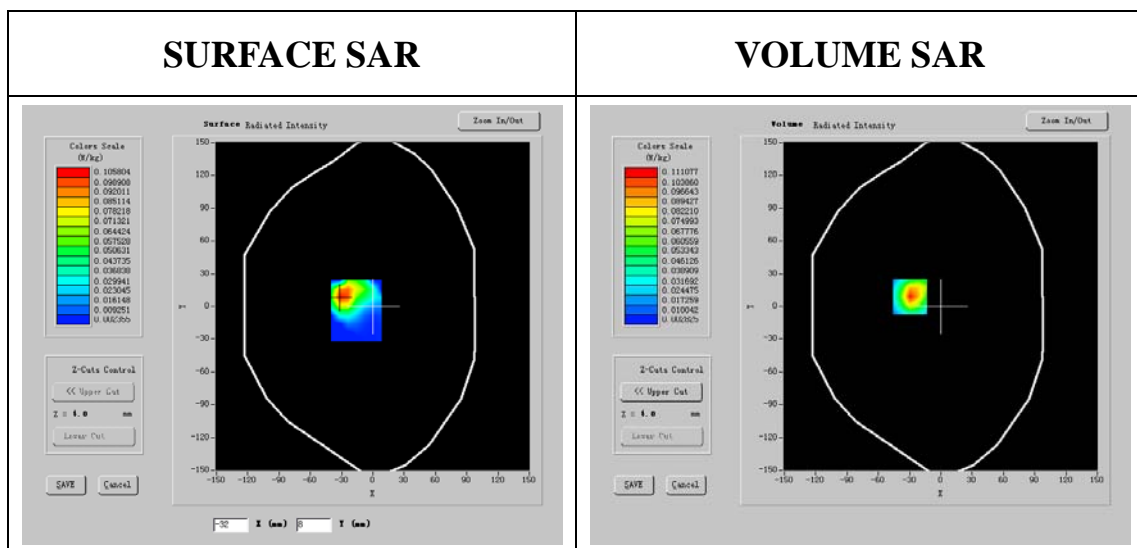 SURFACE SAR
VOLUME SAR
Surface Radiated Intensity
Zoom In/Out
Colors Scale
(W/kg)
0.105804
0.098908
0.092011
0.085114
0.078218
0.071321
0.064424
0.057528
0.050631
0.043735
0.036838
0.029941
0.023045
0.016148
0.009251
0.002355
150
120
90
60
30
0
-30
-60
-90
-120
-150
Y
-150 -120 -90 -60 -30 0 30 60 90 120 150
X
Z-Cuts Control
<< Upper Cut
Z = 4.0 mm
Lower Cut
SAVE Cancel
-32 X (mm) 8 Y (mm)
Volume Radiated Intensity
Zoom In/Out
Colors Scale
(W/kg)
0.111077
0.103860
0.096643
0.089427
0.082210
0.074993
0.067776
0.060559
0.053343
0.046126
0.038909
0.031692
0.024475
0.017259
0.010042
150
120
90
60
30
0
-30
-60
-90
-120
-150
Y
-150 -120 -90 -60 -30 0 30 60 90 120 150
X
Z-Cuts Control
<< Upper Cut
Z = 4.0 mm
Lower Cut
SAVE Cancel